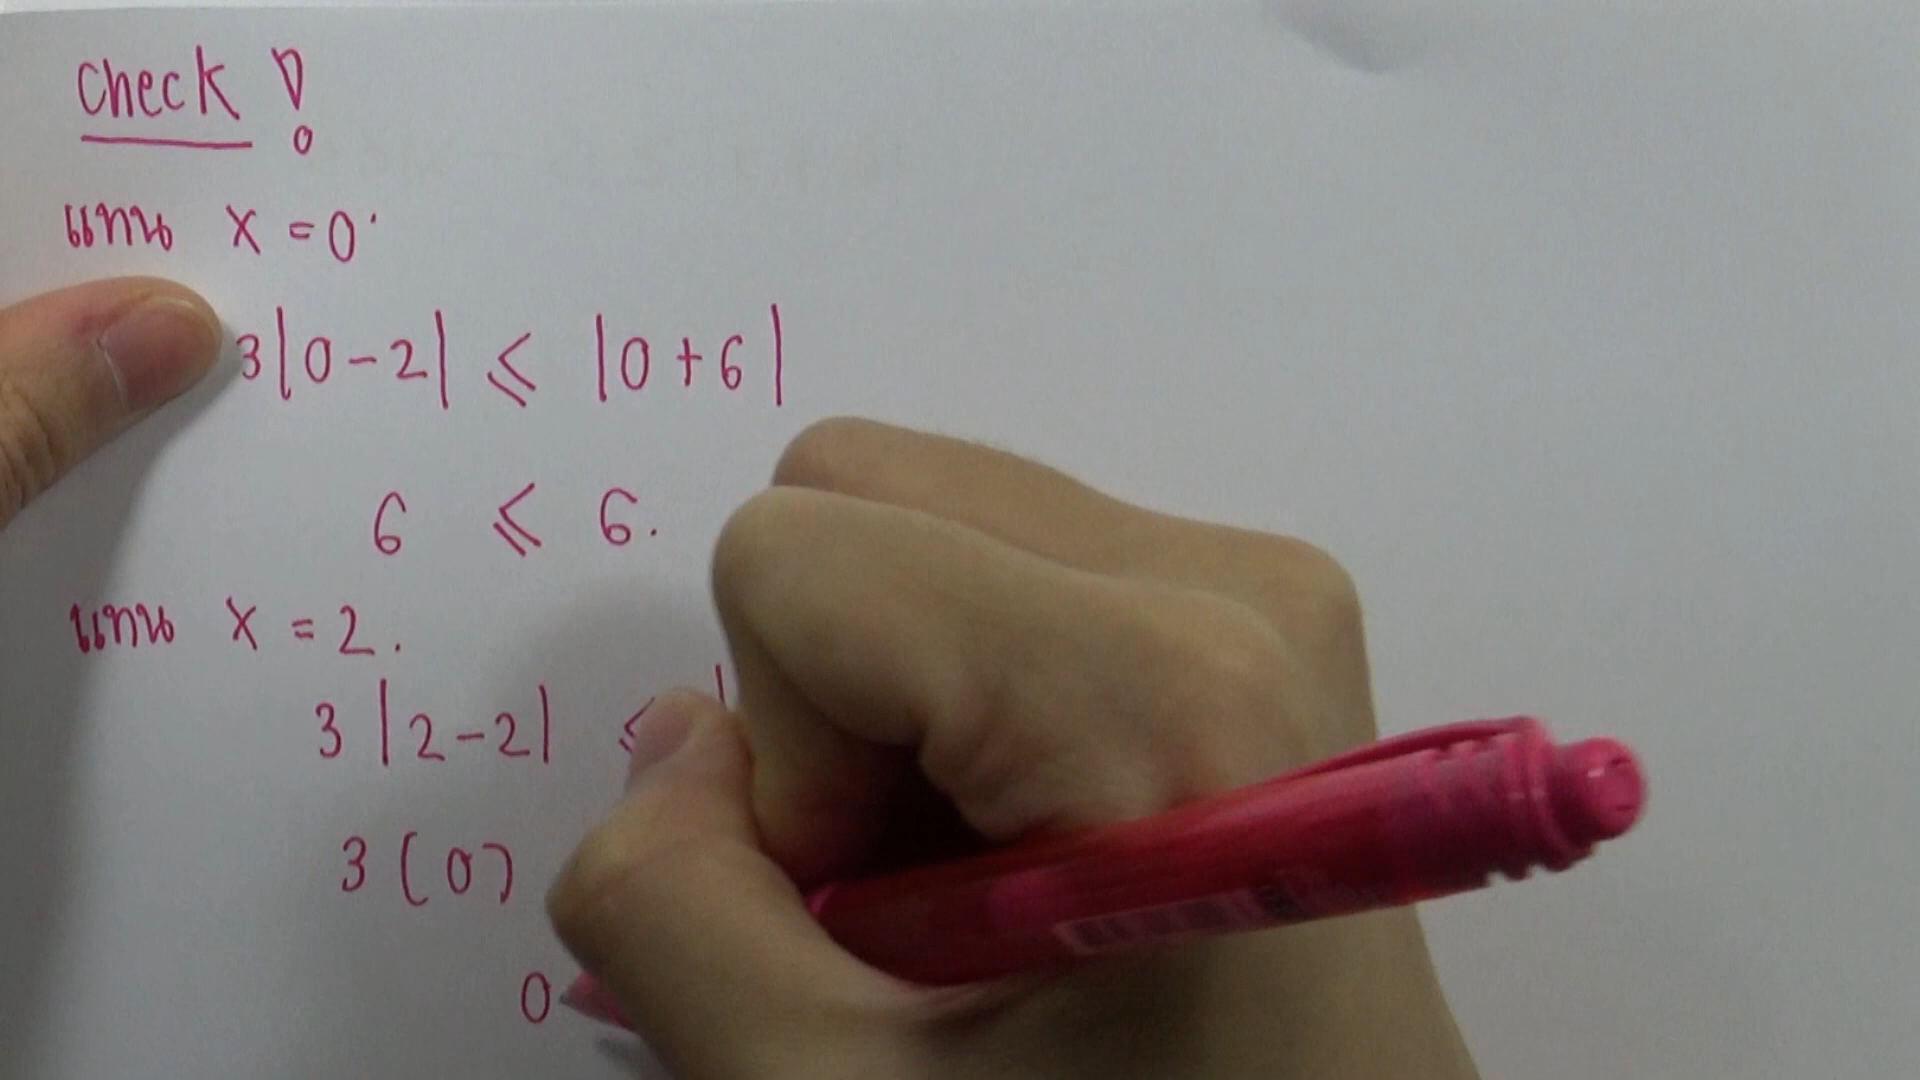 Check !
แทน x = 0.
3|0-2| ⩽ |0+6|
6 ⩽ 6.
แทน x = 2.
3|2-2| ⩽ |
3(0)
0